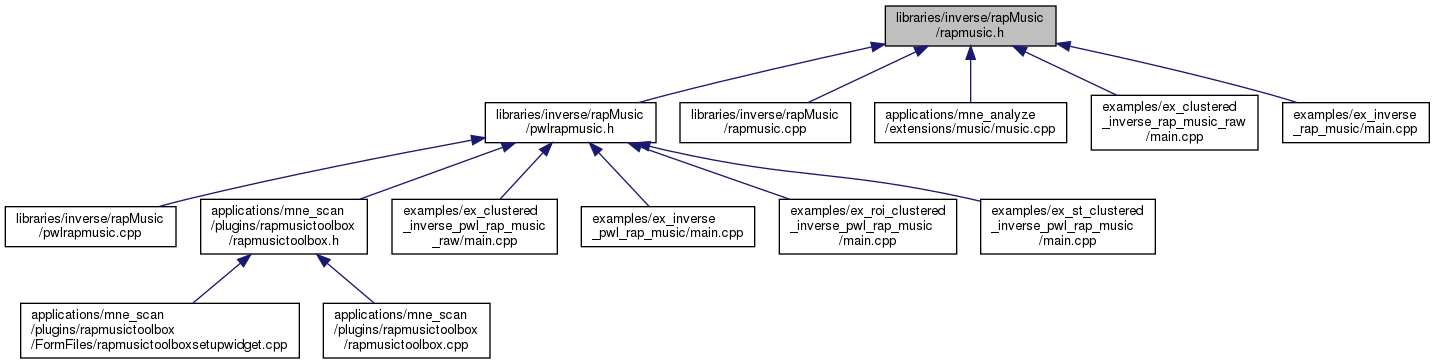 libraries/inverse/rapMusic
/rapmusic.h
libraries/inverse/rapMusic
/pwlrapmusic.h
libraries/inverse/rapMusic
/rapmusic.cpp
applications/mne_analyze
/extensions/music/music.cpp
examples/ex_clustered
_inverse_rap_music_raw
/main.cpp
examples/ex_inverse
_rap_music/main.cpp
libraries/inverse/rapMusic
/pwlrapmusic.cpp
applications/mne_scan
/plugins/rapmusictoolbox
/rapmusictoolbox.h
examples/ex_clustered
_inverse_pwl_rap_music
_raw/main.cpp
examples/ex_inverse
_pwl_rap_music/main.cpp
examples/ex_roi_clustered
_inverse_pwl_rap_music
/main.cpp
examples/ex_st_clustered
_inverse_pwl_rap_music
/main.cpp
applications/mne_scan
/plugins/rapmusictoolbox
/FormFiles/rapmusictoolboxsetupwidget.cpp
applications/mne_scan
/plugins/rapmusictoolbox
/rapmusictoolbox.cpp